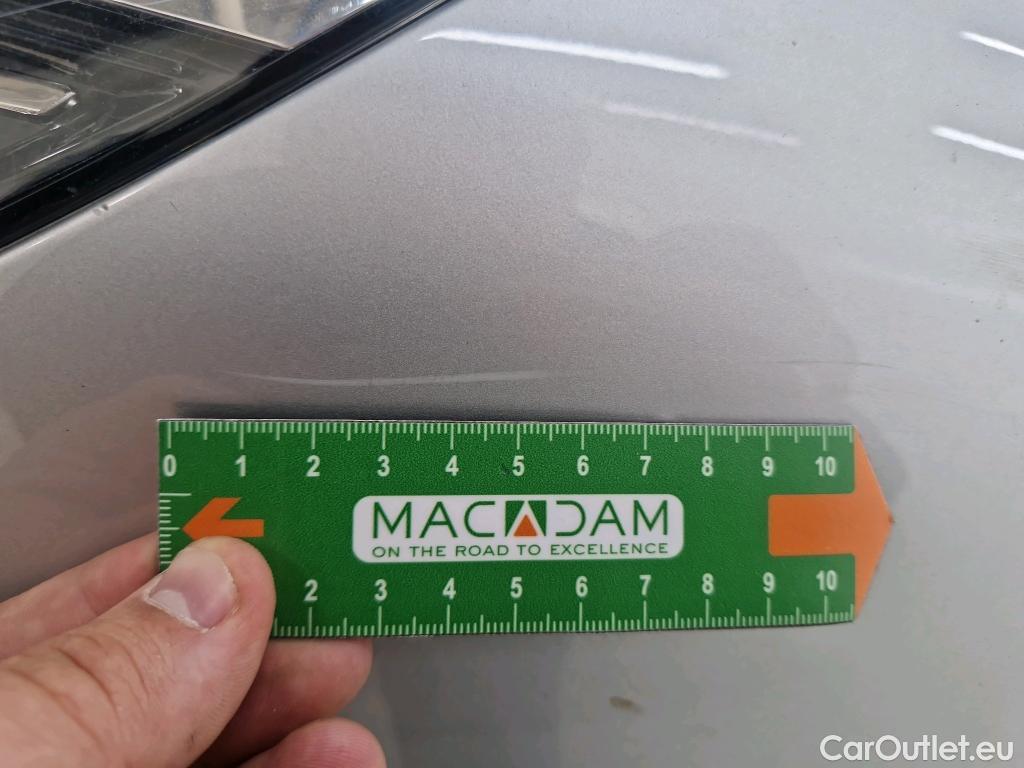 0 1 2 3 4 5 6 7 8 9 10
MACADAM
ON THE ROAD TO EXCELLENCE
2 3 4 5 6 7 8 9 10
CarOutlet.eu